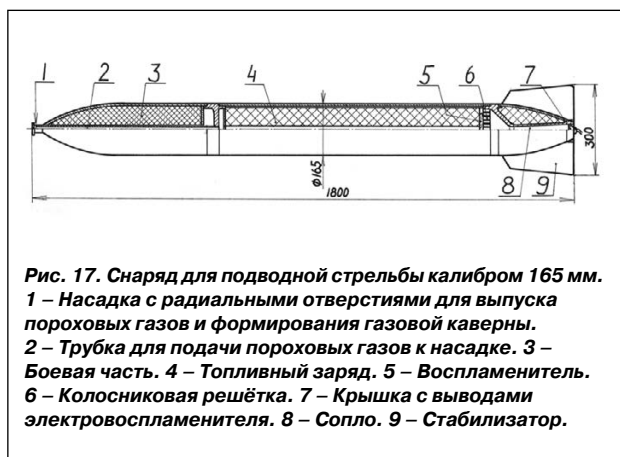 1 2 3 4 5 6 7
Ф165
300
8 9
1800
Рис. 17. Снаряд для подводной стрельбы калибром 165 мм.
1 – Насадка с радиальными отверстиями для выпуска
пороховых газов и формирования газовой каверны.
2 – Трубка для подачи пороховых газов к насадке. 3 –
Боевая часть. 4 – Топливный заряд. 5 – Воспламенитель.
6 – Колосниковая решётка. 7 – Крышка с выводами
электровоспламенителя. 8 – Сопло. 9 – Стабилизатор.